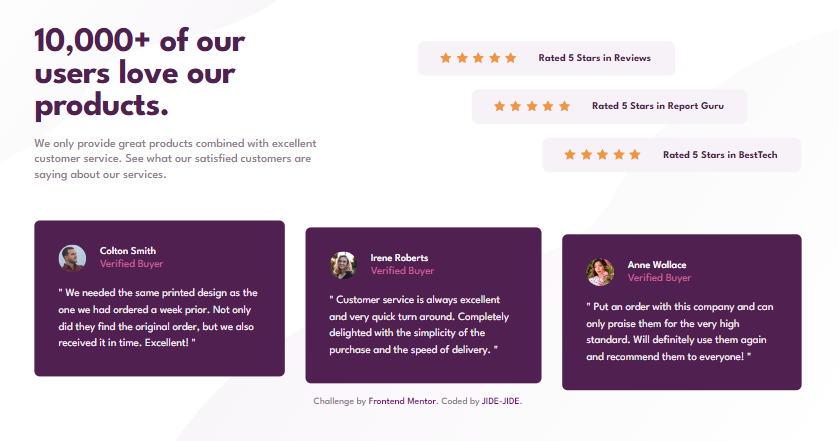 10,000+ of our
users love our
products.
We only provide great products combined with excellent
customer service. See what our satisfied customers are
saying about our services.
Rated 5 Stars in Reviews
Rated 5 Stars in Report Guru
Rated 5 Stars in BestTech
Colton Smith
Verified Buyer
" We needed the same printed design as the
one we had ordered a week prior. Not only
did they find the original order, but we also
received it in time. Excellent! "
Irene Roberts
Verified Buyer
" Customer service is always excellent
and very quick turn around. Completely
delighted with the simplicity of the
purchase and the speed of delivery. "
Anne Wallace
Verified Buyer
" Put an order with this company and can
only praise them for the very high
standard. Will definitely use them again
and recommend them to everyone! "
Challenge by Frontend Mentor. Coded by JIDE-JIDE.